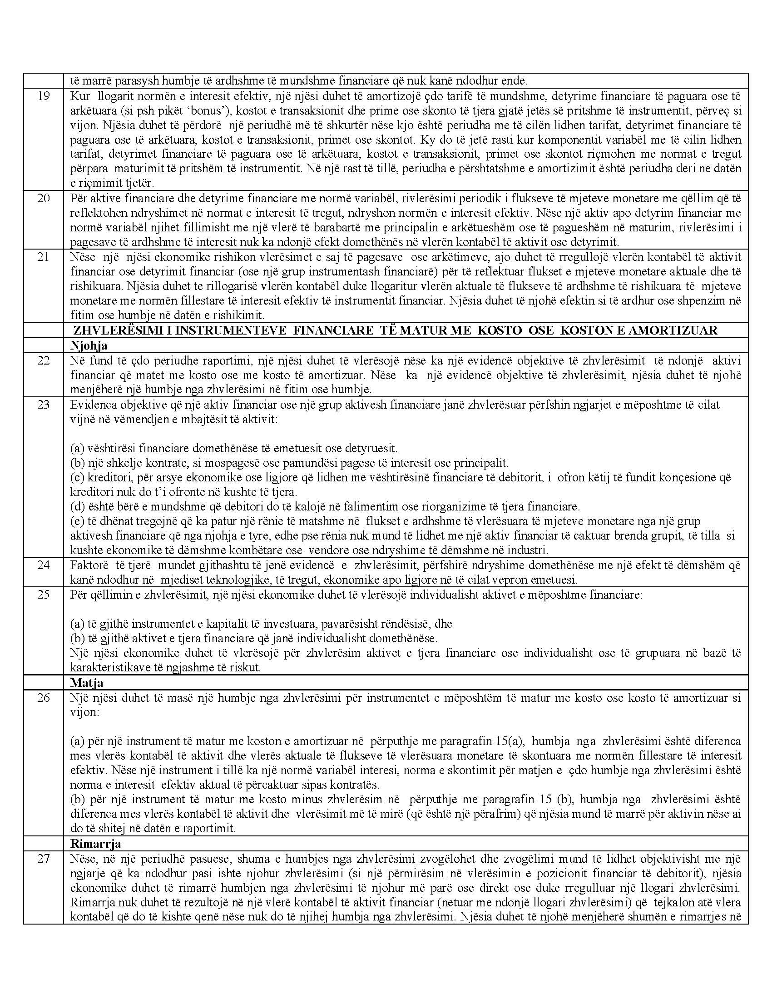 të marrë parasysh humbje të ardhshme të mundshme financiare që nuk kanë ndodhur ende.
19 Kur llogarit normën e interesit efektiv, një njësi duhet të amortizojë çdo tarifë të mundshme, detyrime financiare të paguara ose të
arkëtuara (si psh pikët ‘bonus’), kostot e transaksionit dhe prime ose skonto të tjera gjatë jetës së pritshme të instrumentit, përveç si
vijon. Njësia duhet të përdorë një periudhë më të shkurtër nëse kjo është periudha me të cilën lidhen tarifat, detyrimet financiare të
paguara ose të arkëtuara, kostot e transaksionit, primet ose skontot. Ky do të jetë rasti kur komponentit variabël me të cilin lidhen
tarifat, detyrimet financiare të paguara ose të arkëtuara, kostot e transaksionit, primet ose skontot riçmohen me normat e tregut
përpara maturimit të pritshëm të instrumentit. Në një rast të tillë, periudha e përshtatshme e amortizimit është periudha deri ne datën
e riçmimit tjetër.
20 Për aktive financiare dhe detyrime financiare me normë variabël, rivlerësimi periodik i flukseve të mjeteve monetare me qëllim që të
reflektohen ndryshimet në normat e interesit të tregut, ndryshon normën e interesit efektiv. Nëse një aktiv apo detyrim financiar me
normë variabël njihet fillimisht me një vlerë të barabartë me principalin e arkëtueshëm ose të pagueshëm në maturim, rivlerësimi i
pagesave të ardhshme të interesit nuk ka ndonjë efekt domethënës në vlerën kontabël të aktivit ose detyrimit.
21 Nëse një njësi ekonomike rishikon vlerësimet e saj të pagesave ose arkëtimeve, ajo duhet të rregullojë vlerën kontabël të aktivit
financiar ose detyrimit financiar (ose një grup instrumentash financiarë) për të reflektuar flukset e mjeteve monetare aktuale dhe të
rishikuara. Njësia duhet te rillogarisë vlerën kontabël duke llogaritur vlerën aktuale të flukseve të ardhshme të rishikuara të mjeteve
monetare me normën fillestare të interesit efektiv të instrumentit financiar. Njësia duhet të njohë efektin si të ardhur ose shpenzim në
fitim ose humbje në datën e rishikimit.
ZHVLERËSIMI I INSTRUMENTEVE FINANCIARE TË MATUR ME KOSTO OSE KOSTON E AMORTIZUAR
Njohja
22 Në fund të çdo periudhe raportimi, një njësi duhet të vlerësojë nëse ka një evidencë objektive të zhvlerësimit të ndonjë aktivi
financiar që matet me kosto ose me kosto të amortizuar. Nëse ka një evidencë objektive të zhvlerësimit, njësia duhet të njohë
menjëherë një humbje nga zhvlerësimi në fitim ose humbje.
23 Evidenca objektive që një aktiv financiar ose një grup aktivesh financiare janë zhvlerësuar përfshin ngjarjet e mëposhtme të cilat
vijnë në vëmendjen e mbajtësit të aktivit:
(a) vështirësi financiare domethënëse të emetuesit ose detyruesit.
(b) një shkelje kontrate, si mospagesë ose pamundësi pagese të interesit ose principalit.
(c) kreditori, për arsye ekonomike ose ligjore që lidhen me vështirësinë financiare të debitorit, i ofron këtij të fundit konçesione që
kreditori nuk do t’i ofronte në kushte të tjera.
(d) është bërë e mundshme që debitori do të kalojë në falimentim ose riorganizime të tjera financiare.
(e) të dhënat tregojnë që ka patur një rënie të matshme në flukset e ardhshme të vlerësuara të mjeteve monetare nga një grup
aktivesh financiare që nga njohja e tyre, edhe pse rënia nuk mund të lidhet me një aktiv financiar të caktuar brenda grupit, të tilla si
kushte ekonomike të dëmshme kombëtare ose vendore ose ndryshime të dëmshme në industri.
24 Faktorë të tjerë mundet gjithashtu të jenë evidencë e zhvlerësimit, përfshirë ndryshime domethënëse me një efekt të dëmshëm që
kanë ndodhur në mjediset teknologjike, të tregut, ekonomike apo ligjore në të cilat vepron emetuesi.
25 Për qëllimin e zhvlerësimit, një njësi ekonomike duhet të vlerësojë individualisht aktivet e mëposhtme financiare:
(a) të gjithë instrumentet e kapitalit të investuara, pavarësisht rëndësisë, dhe
(b) të gjithë aktivet e tjera financiare që janë individualisht domethënëse.
Një njësi ekonomike duhet të vlerësojë për zhvlerësim aktivet e tjera financiare ose individualisht ose të grupuara në bazë të
karakteristikave të ngjashme të riskut.
Matja
26 Një njësi duhet të masë një humbje nga zhvlerësimi për instrumentet e mëposhtëm të matur me kosto ose kosto të amortizuar si
vijon:
(a) për një instrument të matur me koston e amortizuar në përputhje me paragrafin 15(a), humbja nga zhvlerësimi është diferenca
mes vlerës kontabël të aktivit dhe vlerës aktuale të flukseve të vlerësuara monetare të skontuara me normën fillestare të interesit
efektiv. Nëse një instrument i tillë ka një normë variabël interesi, norma e skontimit për matjen e çdo humbje nga zhvlerësimi është
norma e interesit efektiv aktual të përcaktuar sipas kontratës.
(b) për një instrument të matur me kosto minus zhvlerësim në përputhje me paragrafin 15 (b), humbja nga zhvlerësimi është
diferenca mes vlerës kontabël të aktivit dhe vlerësimit më të mirë (që është një përafrim) që njësia mund të marrë për aktivin nëse ai
do të shitej në datën e raportimit.
Rimarrja
27 Nëse, në një periudhë pasuese, shuma e humbjes nga zhvlerësimi zvogëlohet dhe zvogëlimi mund të lidhet objektivisht me një
ngjarje që ka ndodhur pasi ishte njohur zhvlerësimi (si një përmirësim në vlerësimin e pozicionit financiar të debitorit), njësia
ekonomike duhet të rimarrë humbjen nga zhvlerësimi të njohur më parë ose direkt ose duke rregulluar një llogari zhvlerësimi.
Rimarrja nuk duhet të rezultojë në një vlerë kontabël të aktivit financiar (netuar me ndonjë llogari zhvlerësimi) që tejkalon atë vlera
kontabël që do të kishte qenë nëse nuk do të njihej humbja nga zhvlerësimi. Njësia duhet të njohë menjëherë shumën e rimarrjes në